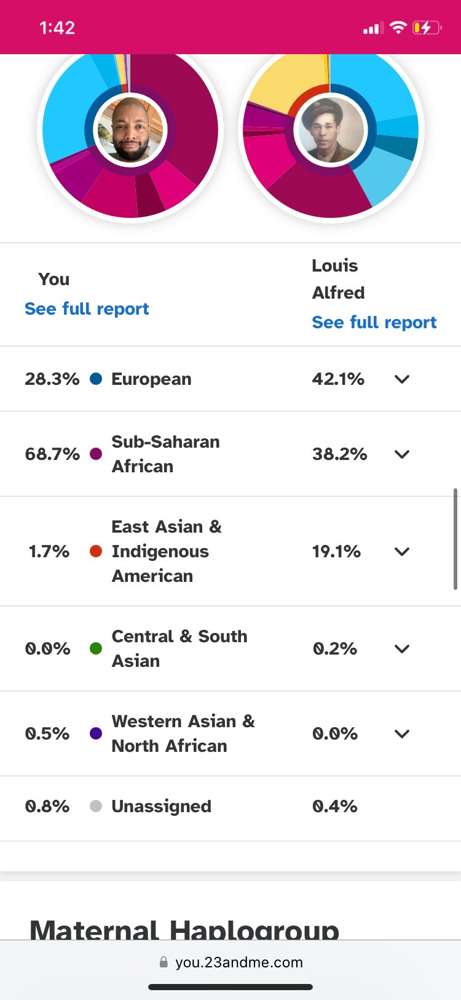 1:42
You
See full report
Louis
Alfred
See full report
28.3%
European
42.1%
68.7%
Sub-Saharan
African
38.2%
1.7%
East Asian &
Indigenous
American
19.1%
0.0%
Central & South
Asian
0.2%
0.5%
Western Asian &
North African
0.0%
0.8%
Unassigned
0.4%
Maternal Haplogroup
you.23andme.com